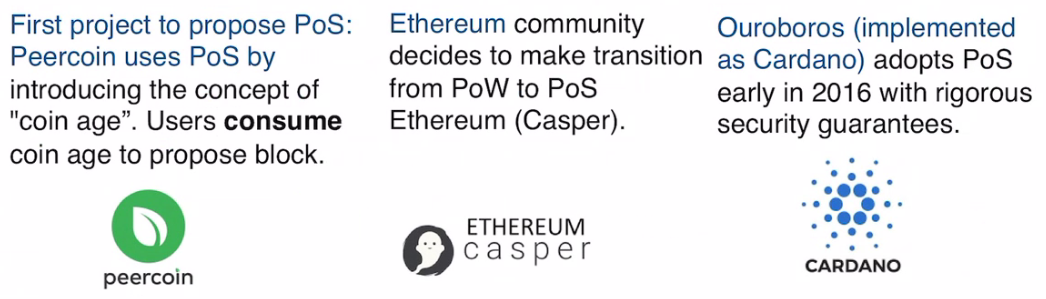 First project to propose PoS:
Peercoin uses PoS by
introducing the concept of
"coin age”. Users consume
coin age to propose block.
peercoin
Ethereum community
decides to make transition
from PoW to PoS
Ethereum (Casper).
ETHEREUM
casper
Ouroboros (implemented
as Cardano) adopts PoS
early in 2016 with rigorous
security guarantees.
CARDANO